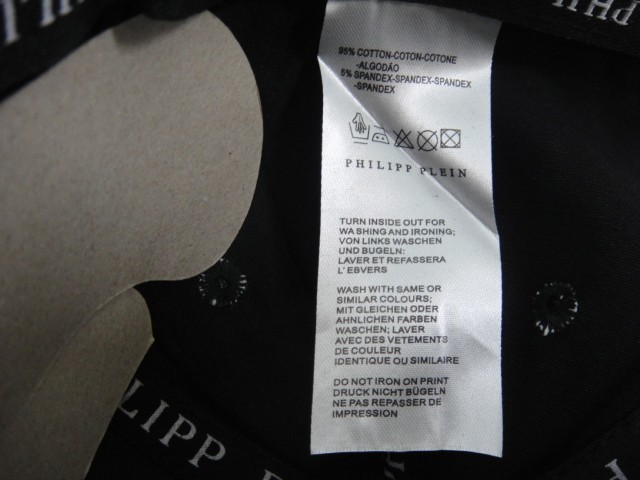 95% COTTON-COTON-COTONE
-ALGODÃO
5% SPANDEX-SPANDEX-SPANDEX
-SPANDEX
PHILIPP PLEIN
TURN INSIDE OUT FOR
WASHING AND IRONING;
VON LINKS WASCHEN
UND BUGELN:
LAVER ET REFASSERA
L' EBVERS
WASH WITH SAME OR
SIMILAR COLOURS;
MIT GLEICHEN ODER
AHNLICHEN FARBEN
WASCHEN; LAVER
AVEC DES VETEMENTS
DE COULEUR
IDENTIQUE OU SIMILAIRE
DO NOT IRON ON PRINT
DRUCK NICHT BÜGELN
NE PAS REPASSER DE
IMPRESSION
LIPP